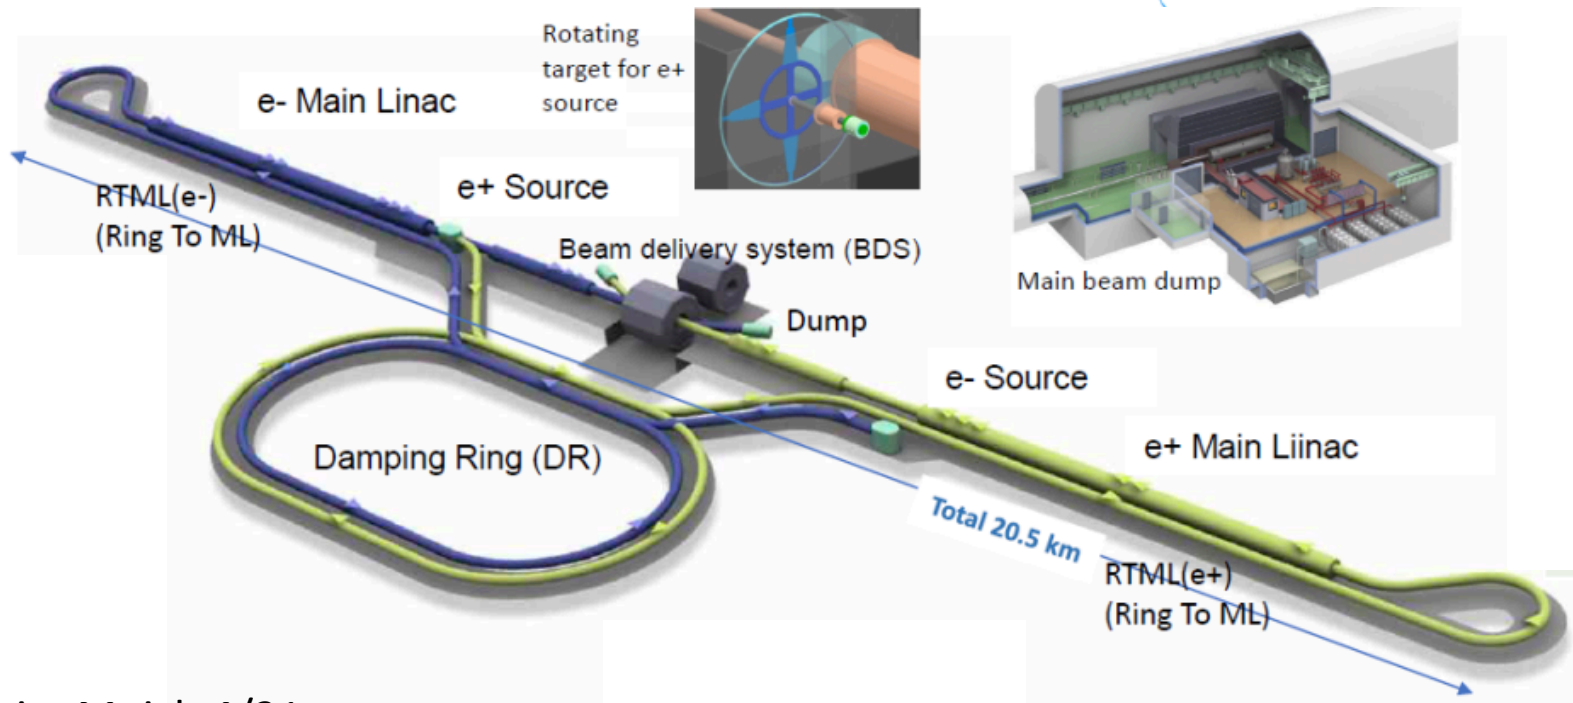 Rotating
target for e+
source
e- Main Linac
e+ Source
RTML(e-)
(Ring To ML)
Beam delivery system (BDS)
Main beam dump
Dump
e- Source
e+ Main Liinac
Damping Ring (DR)
Total 20.5 km
RTML(e+)
(Ring To ML)